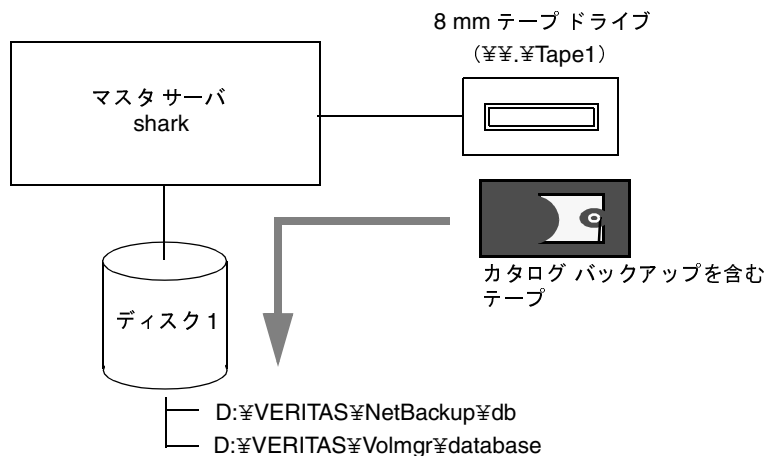 8 mm テープ ドライブ
（¥¥.¥Tape1）
マスタ サーバ
shark
カタログ バックアップを含む
テープ
ディスク 1
D:¥VERITAS¥NetBackup¥db
D:¥VERITAS¥Volmgr¥database